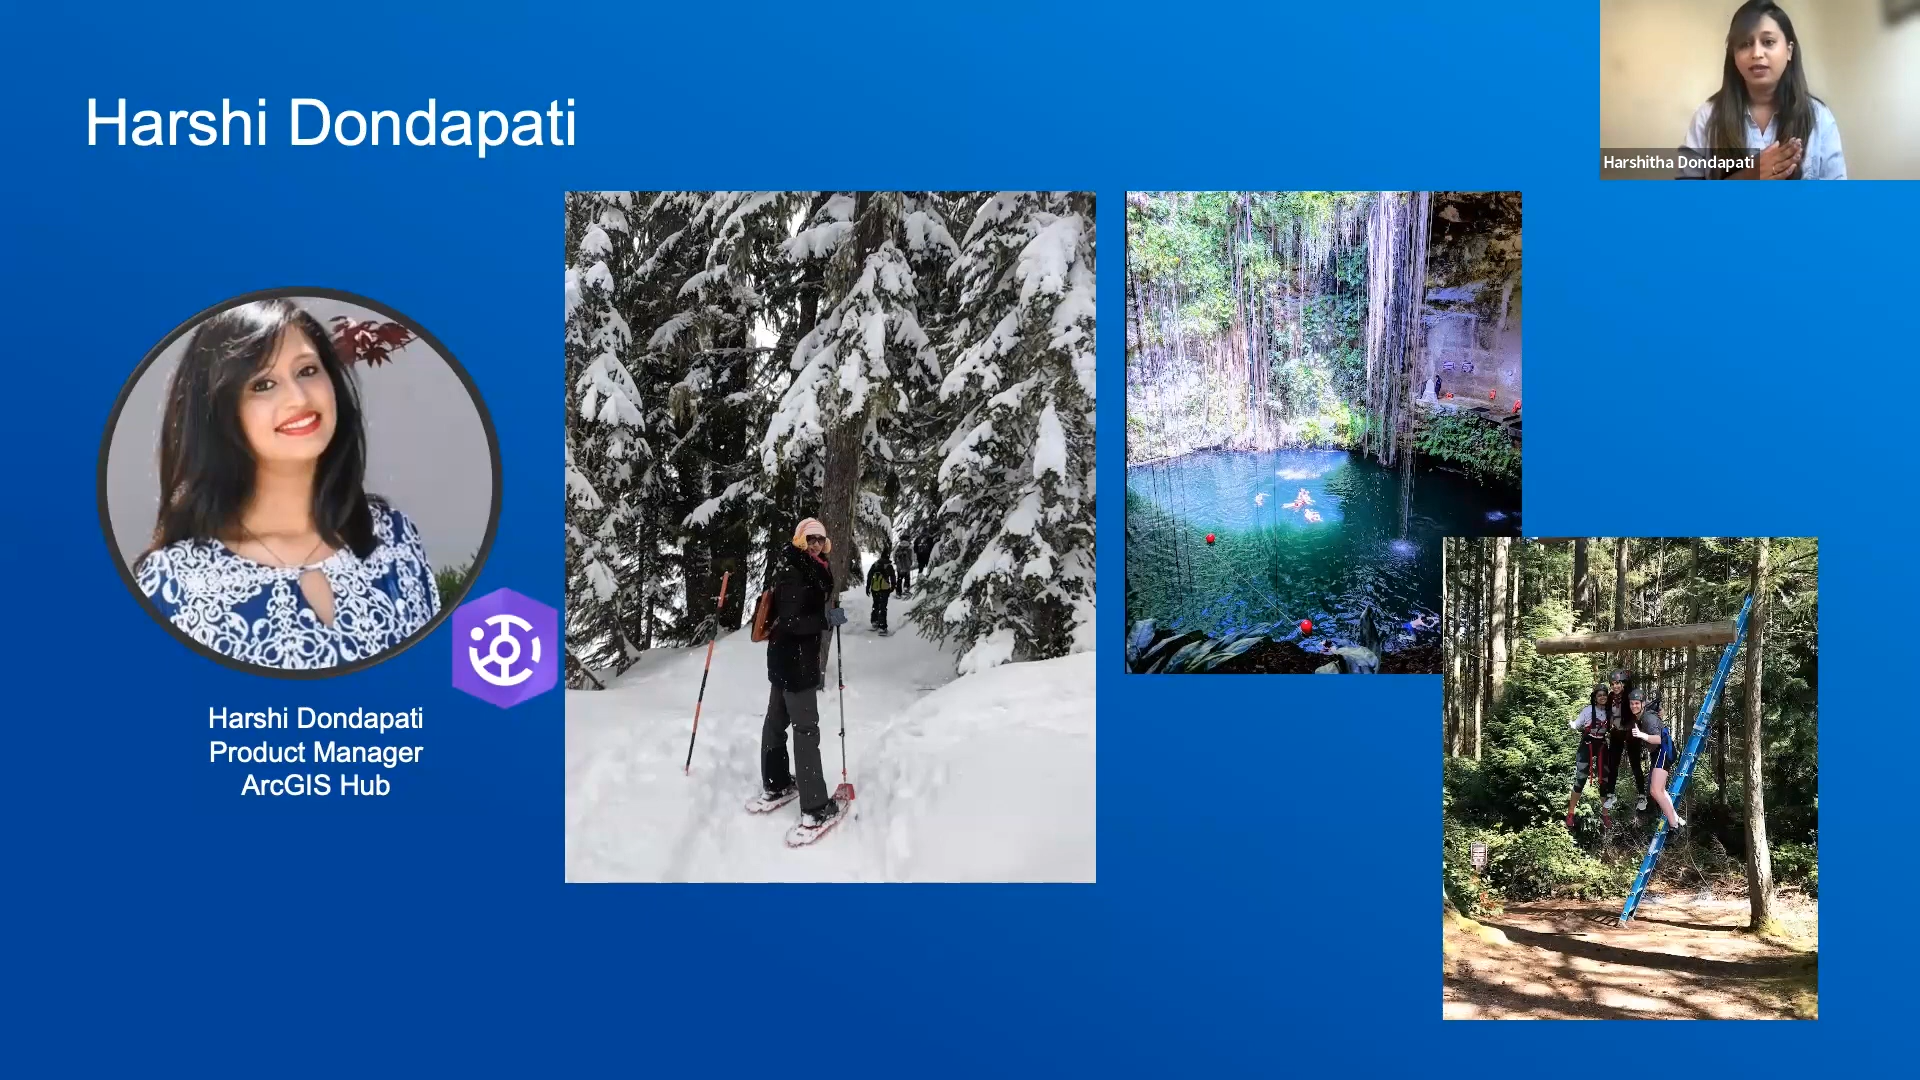 Harshi Dondapati
Harshitha Dondapati
Harshi Dondapati
Product Manager
ArcGIS Hub